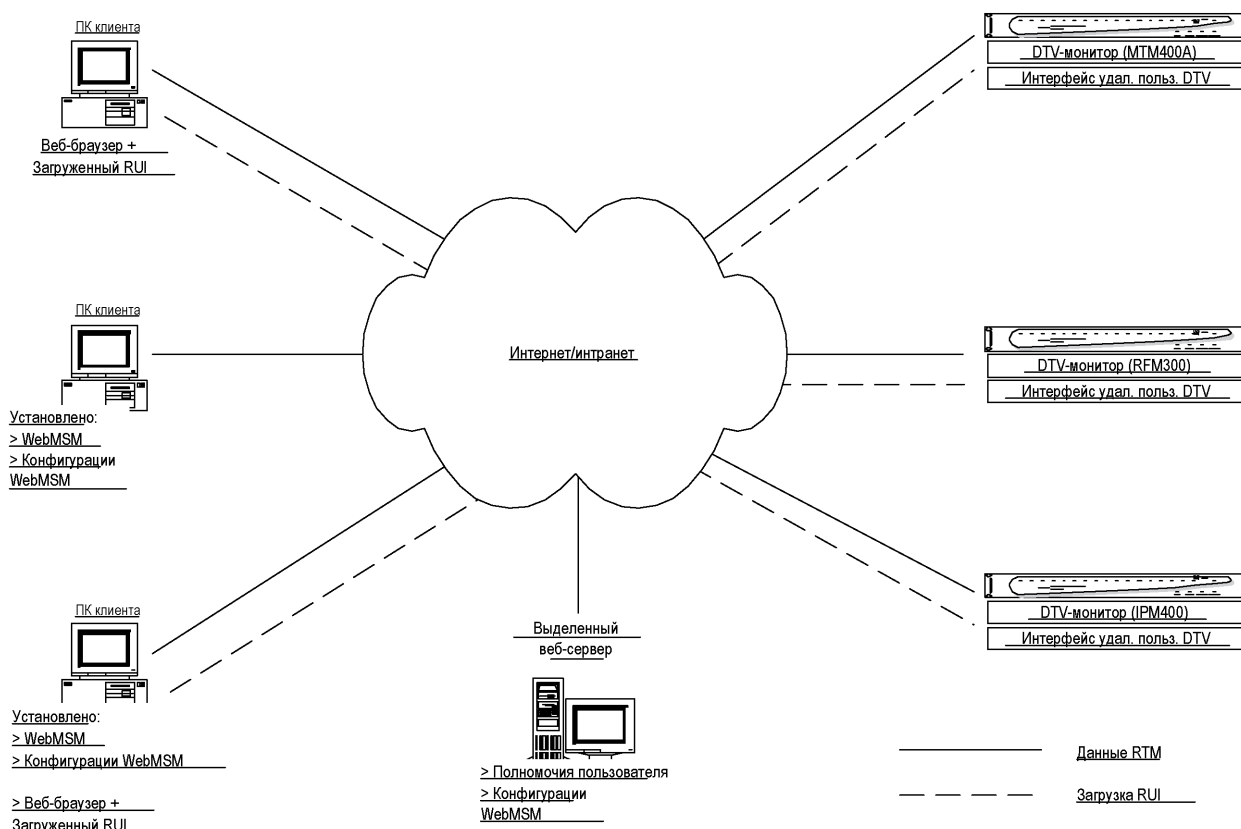 ПК клиента
Веб-браузер +
Загруженный RUI
DTV-монитор (MTM400A)
Интерфейс удал. польз. DTV
ПК клиента
Установлено:
> WebMSM
> Конфигурации
WebMSM
Интернет/интранет
DTV-монитор (RFM300)
Интерфейс удал. польз. DTV
ПК клиента
Установлено:
> WebMSM
> Конфигурации WebMSM
> Веб-браузер +
Загруженный RUI
Выделенный
веб-сервер
> Полномочия пользователя
> Конфигурации
WebMSM
DTV-монитор (IPM400)
Интерфейс удал. польз. DTV
Данные RTM
Загрузка RUI